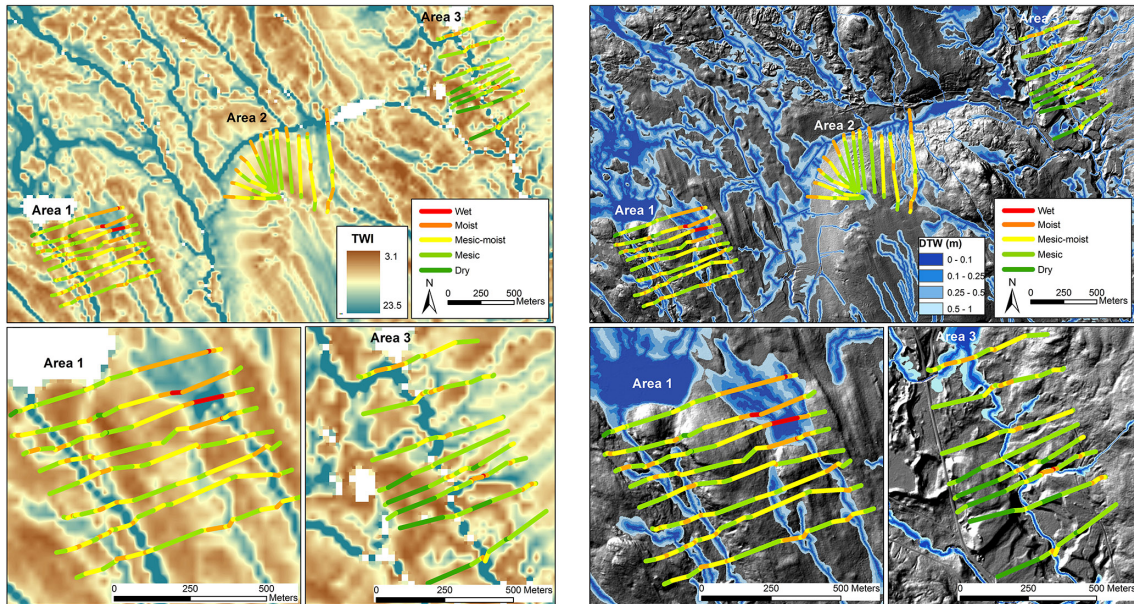 Area 3
Area 2
Area 1
TWI
3.1
23.5
Wet
Moist
Mesic-moist
Mesic
Dry
N
0 250 500
Meters
Area 1
0 250 500 Meters
Area 3
0 250 500 Meters
Area 3
Area 2
Area 1
DTW (m)
0 - 0.1
0.1 - 0.25
0.25 - 0.5
0.5 - 1
Wet
Moist
Mesic-moist
Mesic
Dry
N
0 250 500
Meters
Area 1
0 250 500 Meters
Area 3
0 250 500 Meters